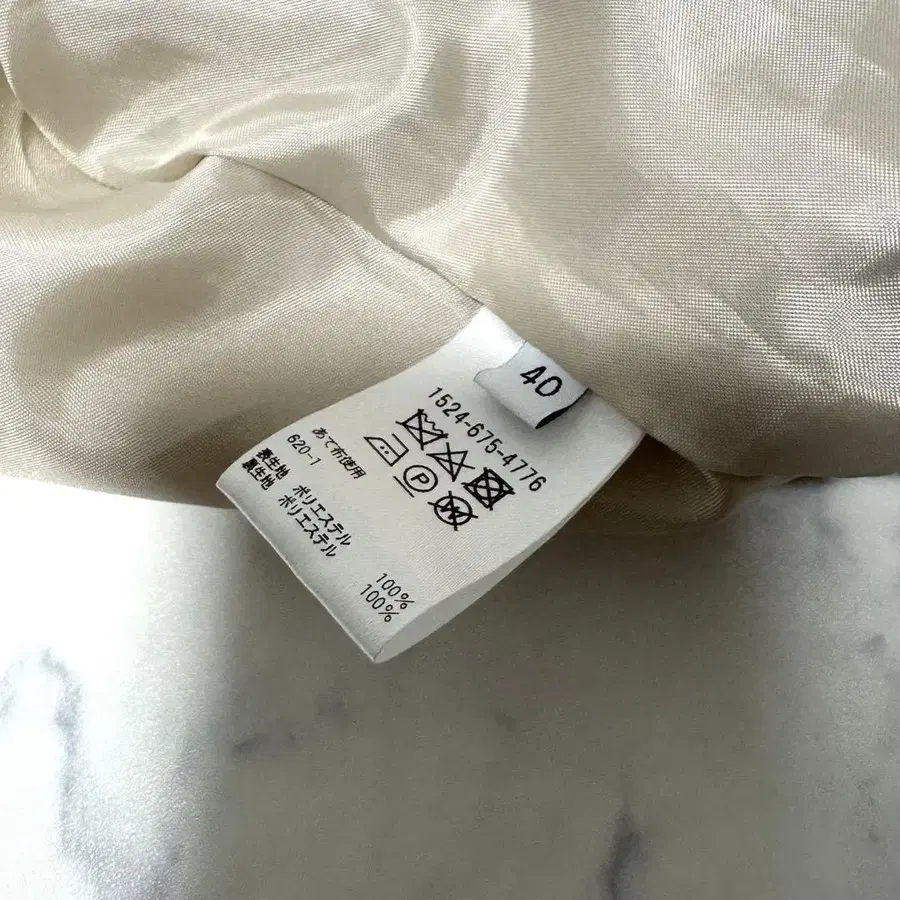 40
1524-675-4776
P
W
あて布使用
620-1
表生地 ポリエステル 100%
裏生地 ポリエステル 100%